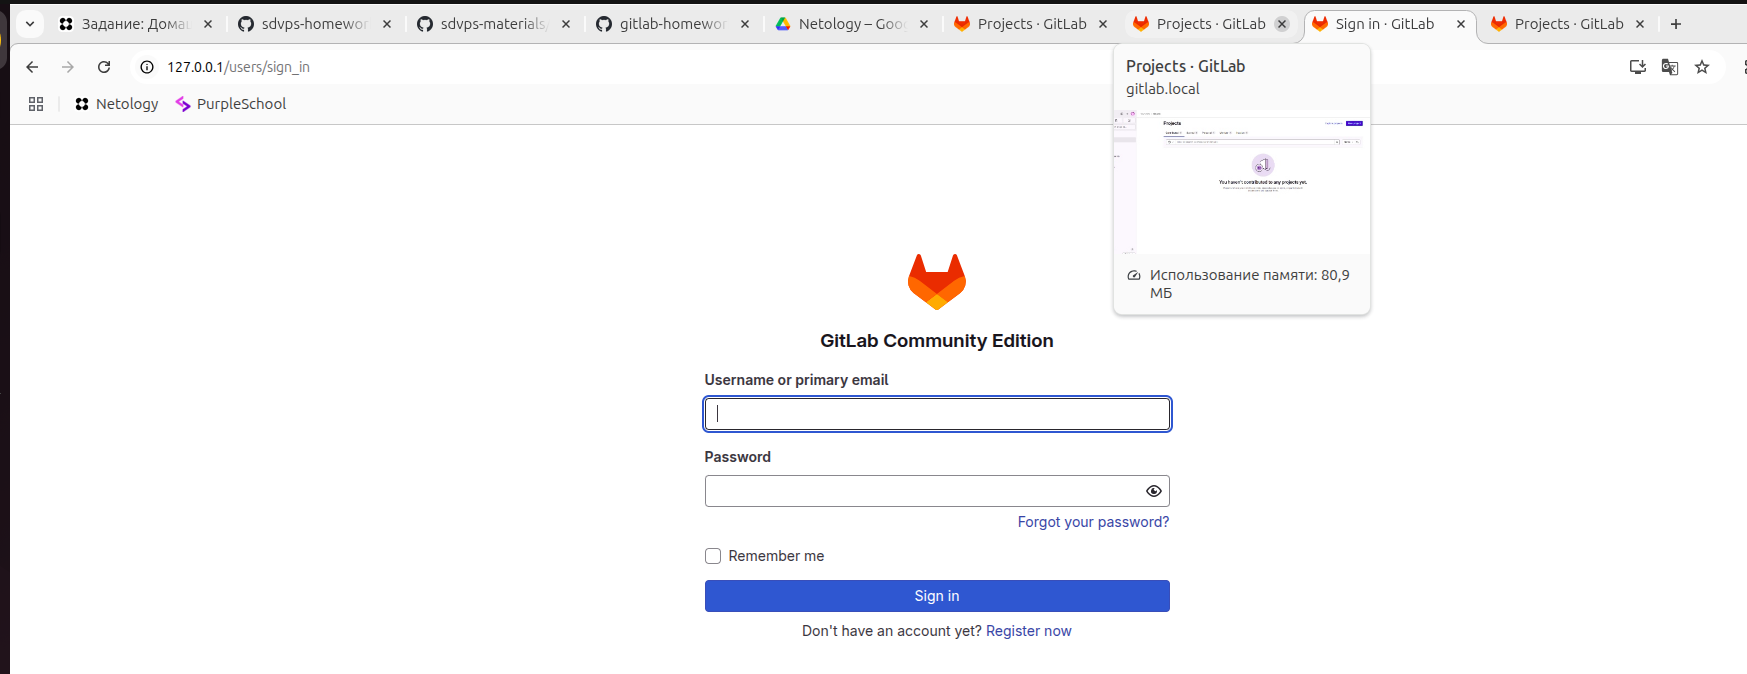 Задание: Дома
sdvps-homewor
sdvps-materials/
gitlab-homewor
Netology – Goo
Projects · GitLab
Projects · GitLab
Sign in · GitLab
Projects · GitLab
127.0.0.1/users/sign_in
Netology
PurpleSchool
Projects · GitLab
gitlab.local
Projects
You haven't contributed to any projects yet.
Использование памяти: 80,9
МБ
GitLab Community Edition
Username or primary email
Password
Forgot your password?
Remember me
Sign in
Don't have an account yet? Register now